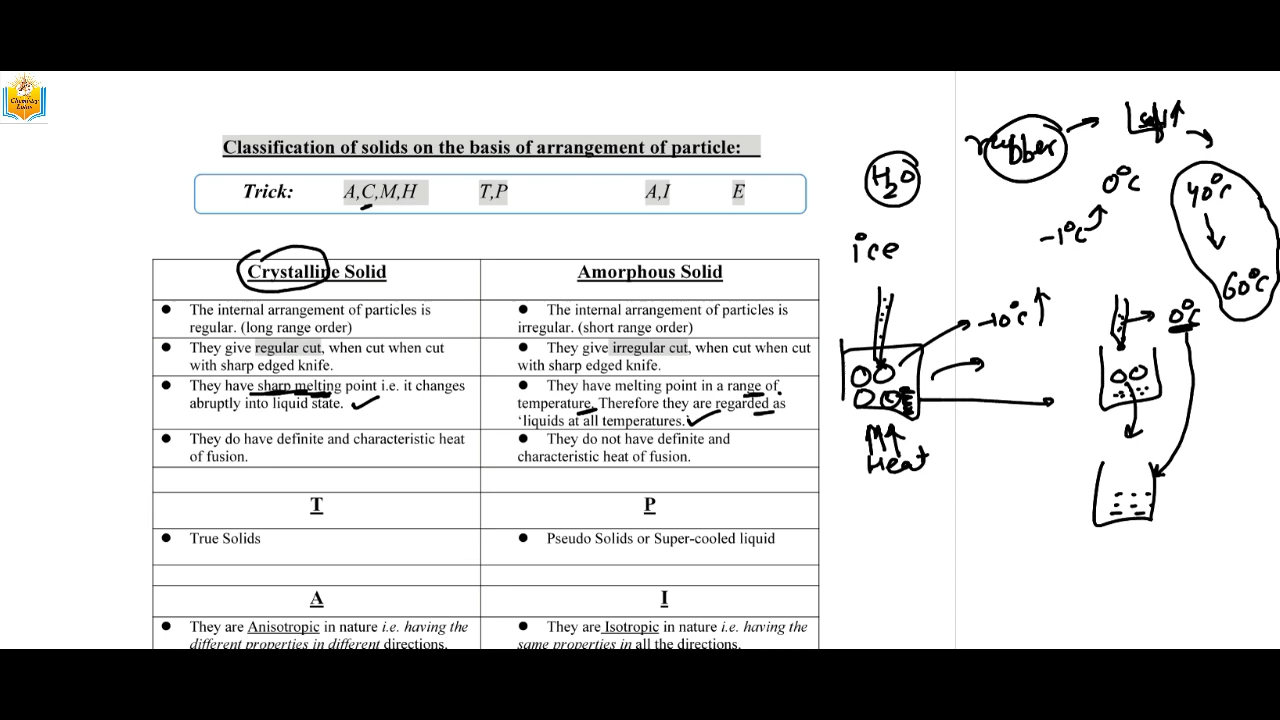 Chemistry
Classification of solids on the basis of arrangement of particle:
Trick: A,C,M,H T,P A,I E
Crystalline Solid
Amorphous Solid
● The internal arrangement of particles is
regular. (long range order)
● The internal arrangement of particles is
irregular. (short range order)
● They give regular cut, when cut when cut
with sharp edged knife.
● They give irregular cut, when cut when cut
with sharp edged knife.
● They have sharp melting point i.e. it changes
abruptly into liquid state.
● They have melting point in a range of
temperature. Therefore they are regarded as
‘liquids at all temperatures.
● They do have definite and characteristic heat
of fusion.
● They do not have definite and
characteristic heat of fusion.
T
P
● True Solids
● Pseudo Solids or Super-cooled liquid
A
I
● They are Anisotropic in nature i.e. having the
different properties in different directions.
● They are Isotropic in nature i.e. having the
same properties in all the directions.
H2O
ice
-10°C ↑
M↑
Heat
rubber
0°C
-1°C
40°C
60°C
0°C